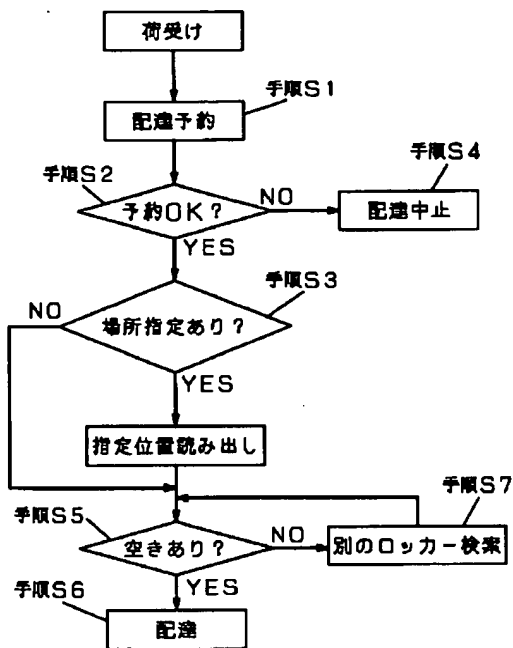 荷受け
手順S1
配達予約
手順S2
手順S4
予約OK?
NO
配達中止
YES
手順S3
NO
場所指定あり?
YES
指定位置読み出し
手順S7
手順S5
空きあり?
NO
別のロッカー検索
YES
手順S6
配達